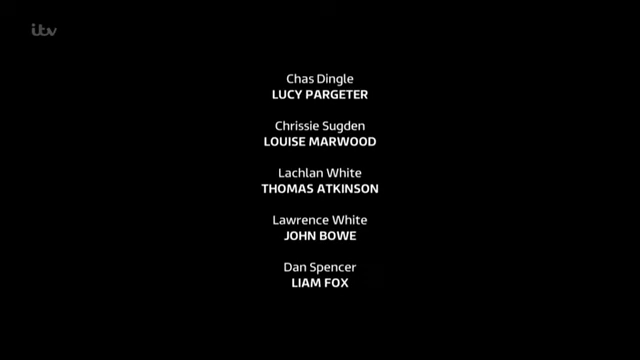 itv
Chas Dingle
LUCY PARGETER
Chrissie Sugden
LOUISE MARWOOD
Lachlan White
THOMAS ATKINSON
Lawrence White
JOHN BOWE
Dan Spencer
LIAM FOX